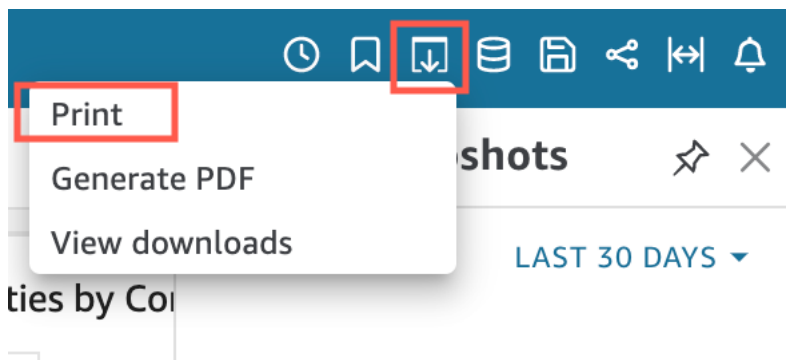 Print
shots
Generate PDF
View downloads
LAST 30 DAYS
ties by Co